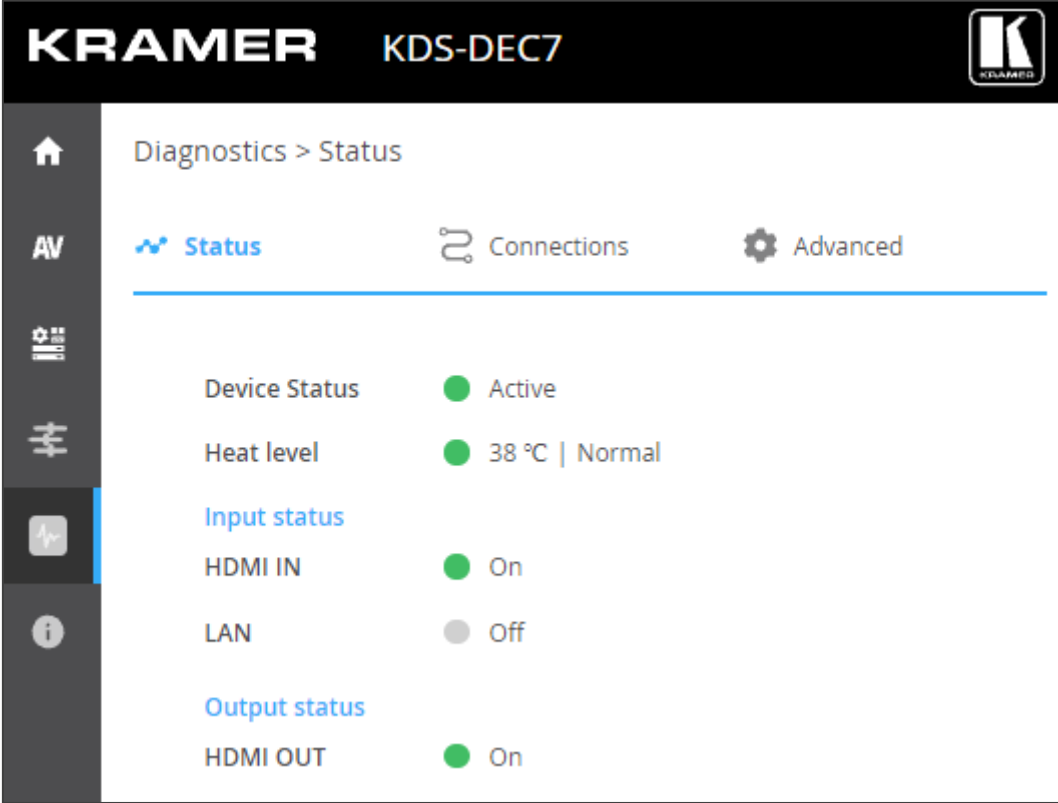 KRAMER KDS-DEC7 KRAMER
Diagnostics > Status
AV
Status Connections Advanced
Device Status Active
Heat level 38 ℃ | Normal
Input status
HDMI IN On
LAN Off
Output status
HDMI OUT On